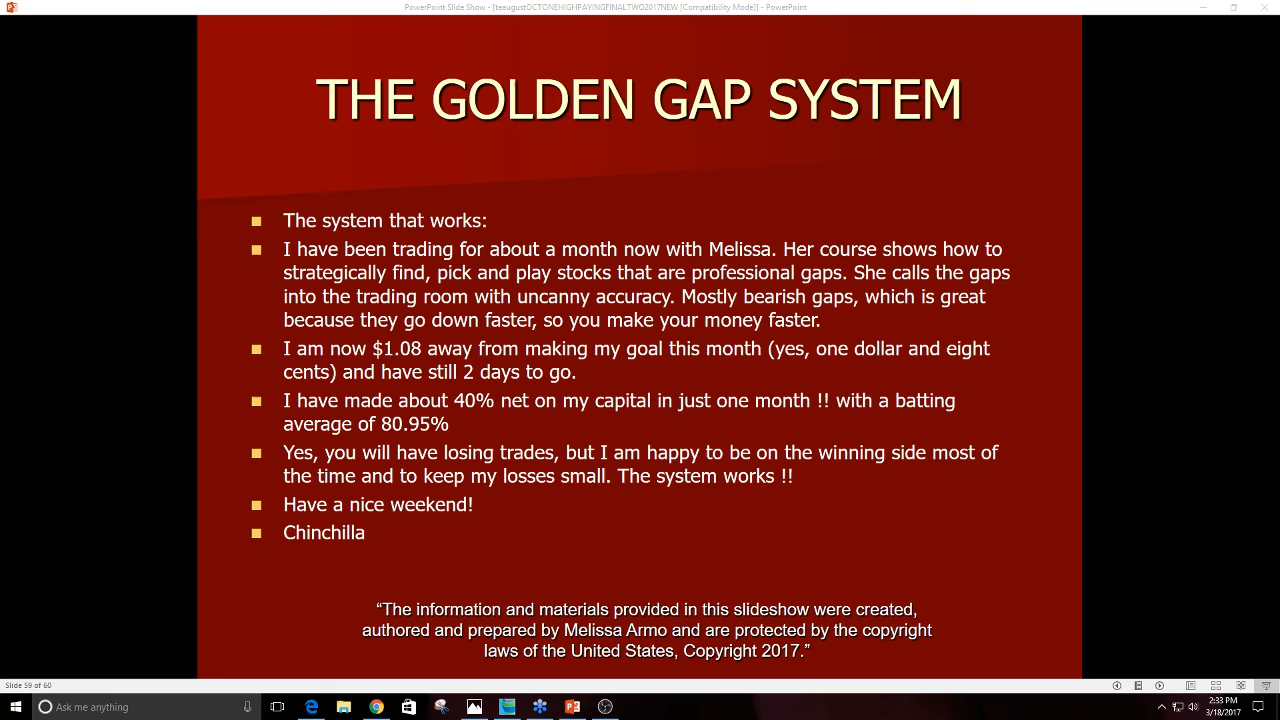 PowerPoint Slide Show - [teaugustOCTONEHIGHPAYINGFINALTWO2017NEW [Compatibility Mode]] - PowerPoint
THE GOLDEN GAP SYSTEM
The system that works:
I have been trading for about a month now with Melissa. Her course shows how to
strategically find, pick and play stocks that are professional gaps. She calls the gaps
into the trading room with uncanny accuracy. Mostly bearish gaps, which is great
because they go down faster, so you make your money faster.
I am now $1.08 away from making my goal this month (yes, one dollar and eight
cents) and have still 2 days to go.
I have made about 40% net on my capital in just one month !! with a batting
average of 80.95%
Yes, you will have losing trades, but I am happy to be on the winning side most of
the time and to keep my losses small. The system works !!
Have a nice weekend!
Chinchilla
“The information and materials provided in this slideshow were created,
authored and prepared by Melissa Armo and are protected by the copyright
laws of the United States, Copyright 2017.”
Slide 59 of 60
Ask me anything
2:33 PM
3/18/2017